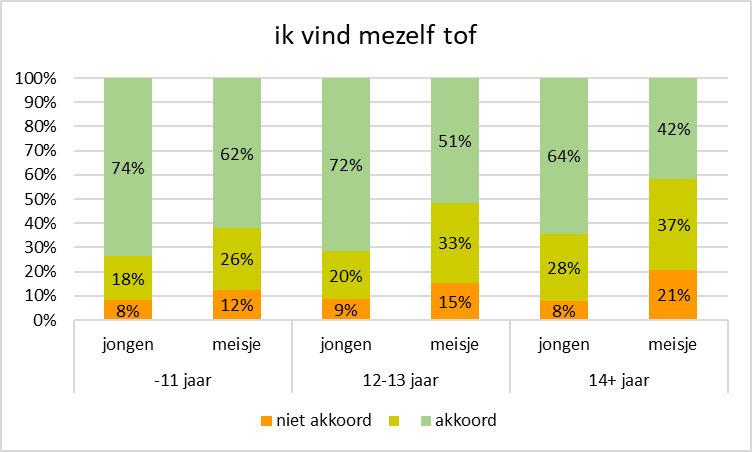 ik vind mezelf tof
100%
90%
80%
70%
60%
50%
40%
30%
20%
10%
0%
74% 62% 72% 51% 64% 42%
18% 26% 20% 33% 28% 37%
8% 12% 9% 15% 8% 21%
jongen meisje jongen meisje jongen meisje
-11 jaar 12-13 jaar 14+ jaar
niet akkoord akkoord